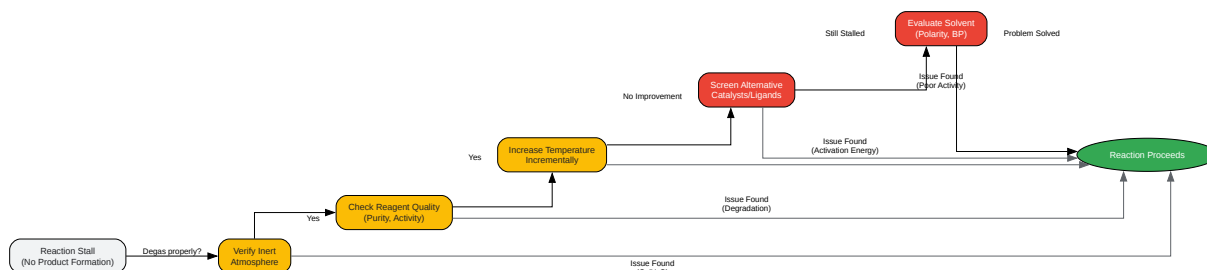 Evaluate Solvent
(Polarity, BP)
Still Stalled
Problem Solved
Issue Found
(Poor Activity)
Screen Alternative
Catalysts/Ligands
No Improvement
Issue Found
(Activation Energy)
Increase Temperature
Incrementally
Yes
Reaction Proceeds
Check Reagent Quality
(Purity, Activity)
Yes
Issue Found
(Degradation)
Reaction Stall
(No Product Formation)
Degas properly?
Verify Inert
Atmosphere
Issue Found